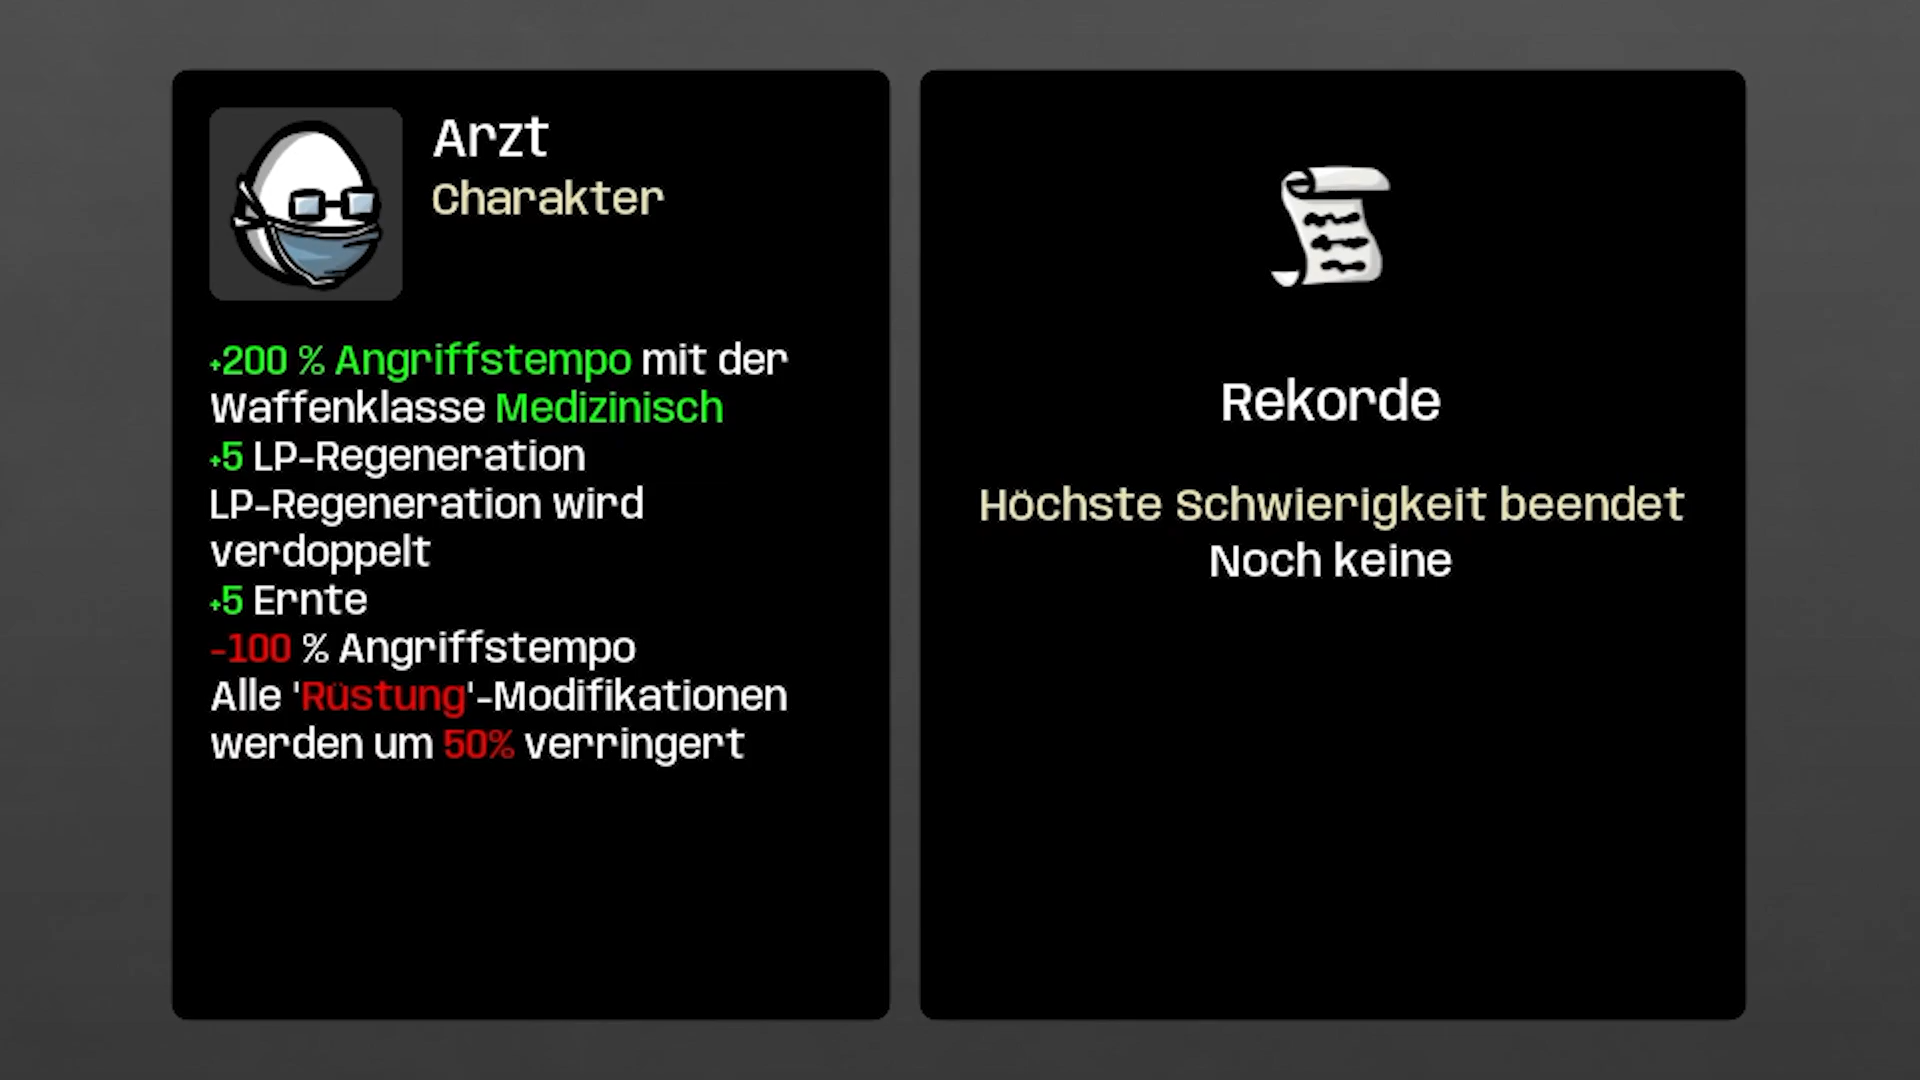 Arzt
Charakter
+200 % Angriffstempo mit der
Waffenklasse Medizinisch
+5 LP-Regeneration
LP-Regeneration wird
verdoppelt
+5 Ernte
-100 % Angriffstempo
Alle 'Rüstung'-Modifikationen
werden um 50% verringert
Rekorde
Höchste Schwierigkeit beendet
Noch keine